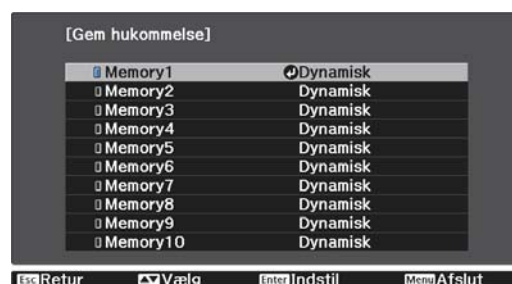 [Gem hukommelse]
Memory1 Dynamisk
Memory2 Dynamisk
Memory3 Dynamisk
Memory4 Dynamisk
Memory5 Dynamisk
Memory6 Dynamisk
Memory7 Dynamisk
Memory8 Dynamisk
Memory9 Dynamisk
Memory10 Dynamisk
Esc Retur Vælg Enter Indstil Menu Afslut